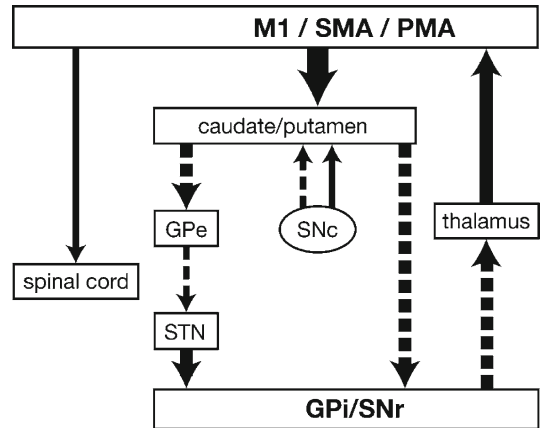 M1 / SMA / PMA
caudate/putamen
GPe
SNc
thalamus
spinal cord
STN
GPi/SNr